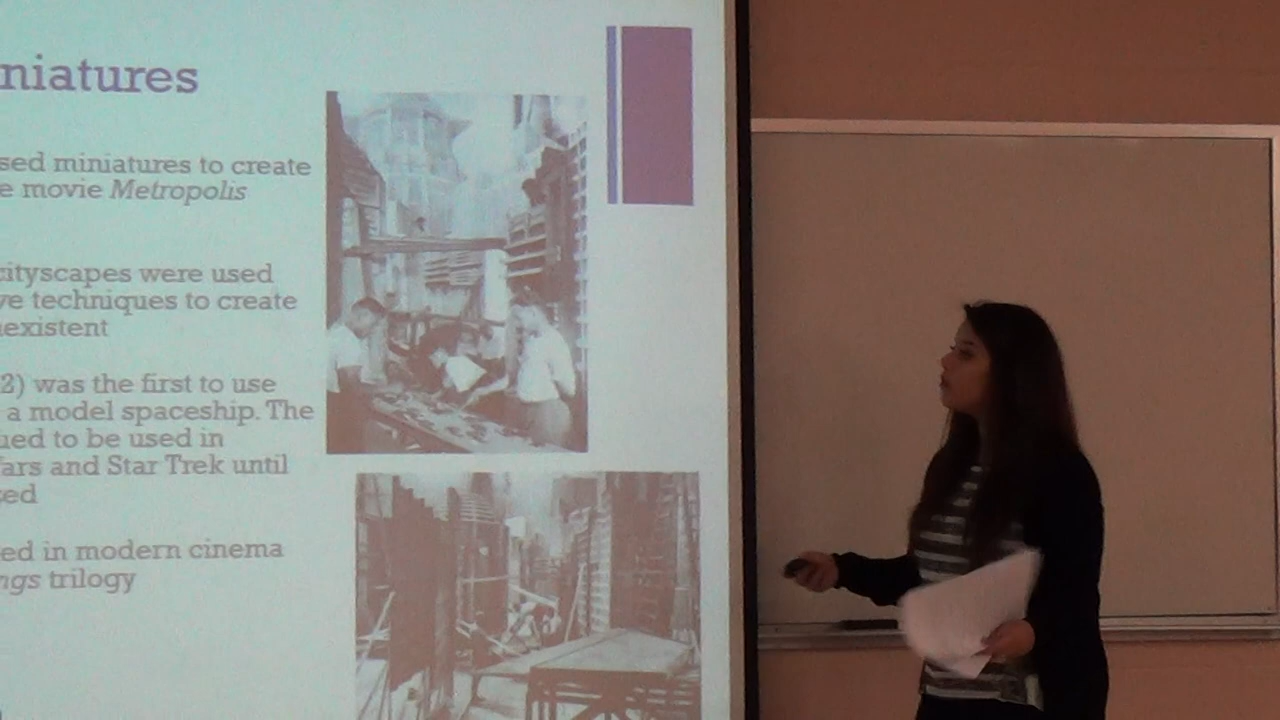 niatures
sed miniatures to create
e movie Metropolis
cityscapes were used
ve techniques to create
existent
2) was the first to use
a model spaceship. The
ued to be used in
ars and Star Trek until
sed
ed in modern cinema
ngs trilogy